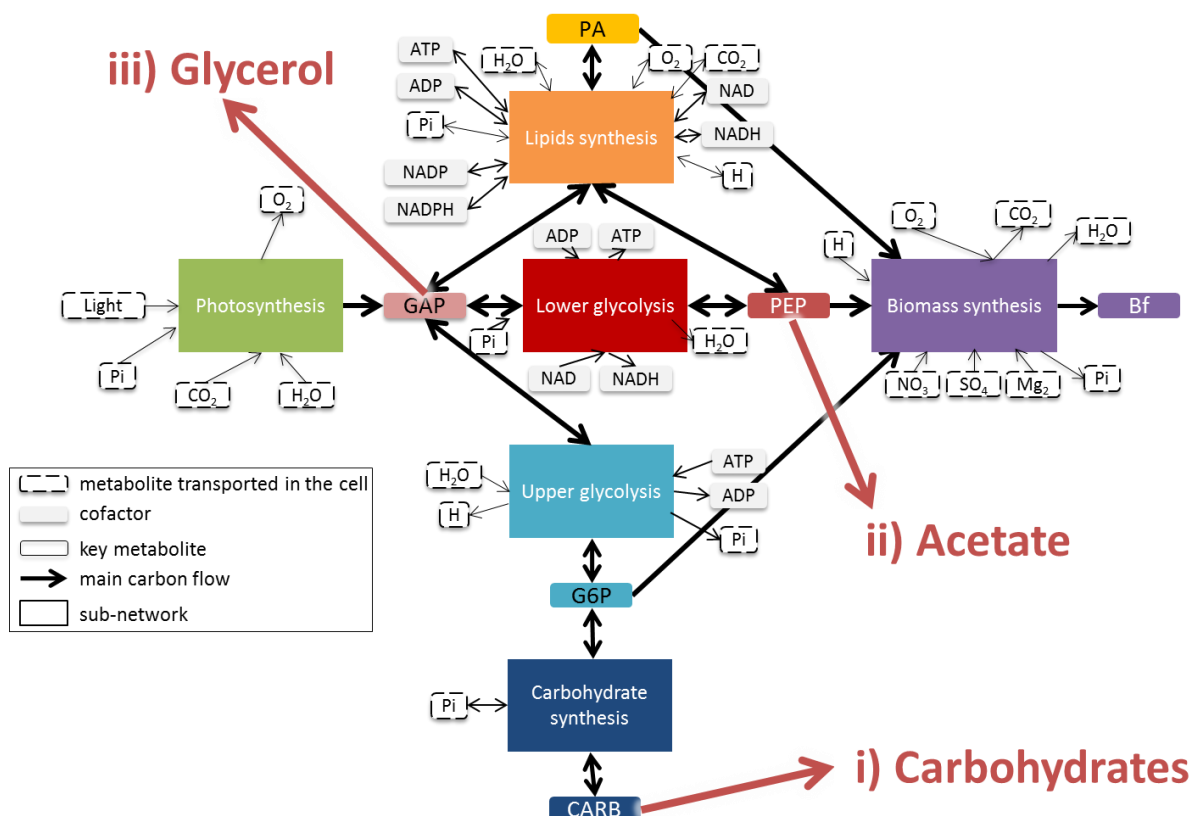 PA
ATP
H2O
O2
CO2
iii) Glycerol
ADP
NAD
Pi
Lipids synthesis
NADH
NADP
H
NADPH
O2
ADP
ATP
O2
CO2
H2O
H
Light
Photosynthesis
GAP
Lower glycolysis
PEP
Biomass synthesis
Bf
Pi
H2O
Pi
CO2
H2O
NAD
NADH
NO3
SO4
Mg2
Pi
metabolite transported in the cell
cofactor
key metabolite
main carbon flow
sub-network
H2O
H
Upper glycolysis
ATP
ADP
Pi
ii) Acetate
G6P
Pi
Carbohydrate
synthesis
i) Carbohydrates
CARB